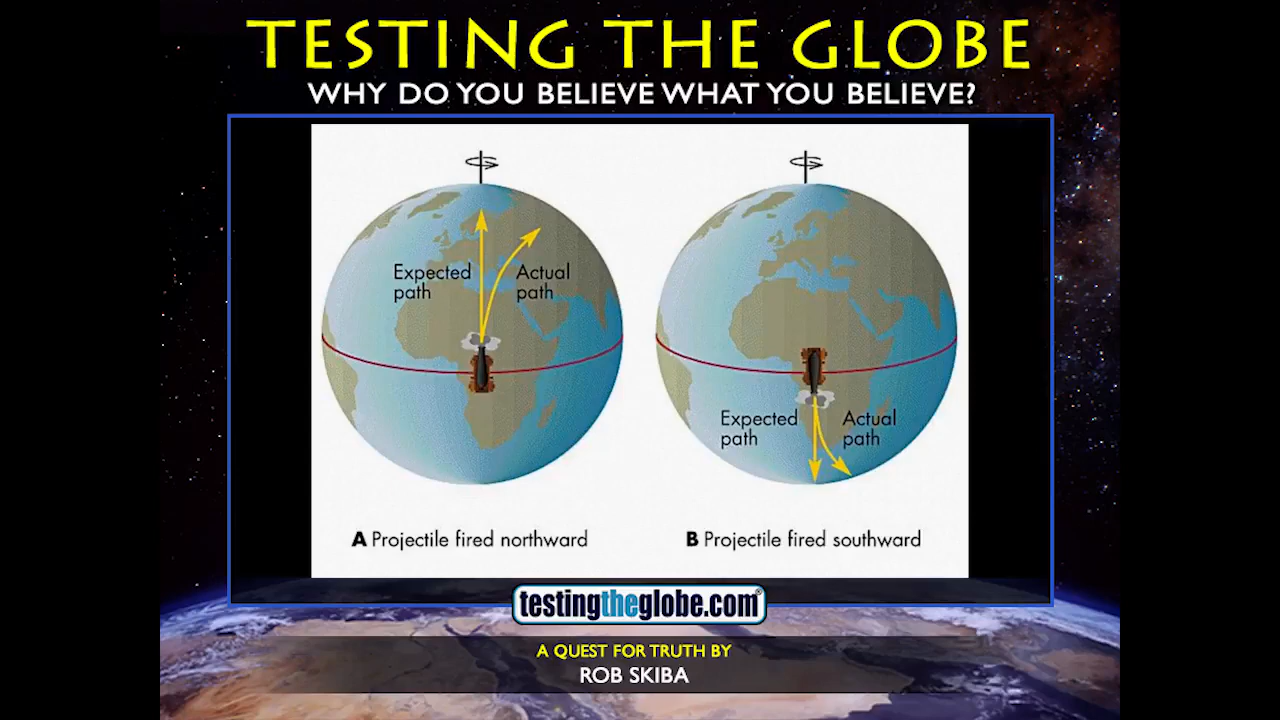 TESTING THE GLOBE
WHY DO YOU BELIEVE WHAT YOU BELIEVE?
Expected
path
Actual
path
Expected
path
Actual
path
A Projectile fired northward
B Projectile fired southward
testingtheglobe.com®
A QUEST FOR TRUTH BY
ROB SKIBA